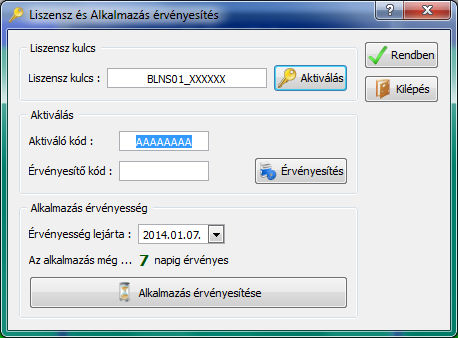 Liszensz és Alkalmazás érvényesítés
Liszensz kulcs
Liszensz kulcs : BLNS01_XXXXXX Aktiválás
Rendben
Kilépés
Aktiválás
Aktiváló kód : AAAAAAAA
Érvényesítő kód : Érvényesítés
Alkalmazás érvényesség
Érvényesség lejárta : 2014.01.07.
Az alkalmazás még ... 7 napig érvényes
Alkalmazás érvényesítése